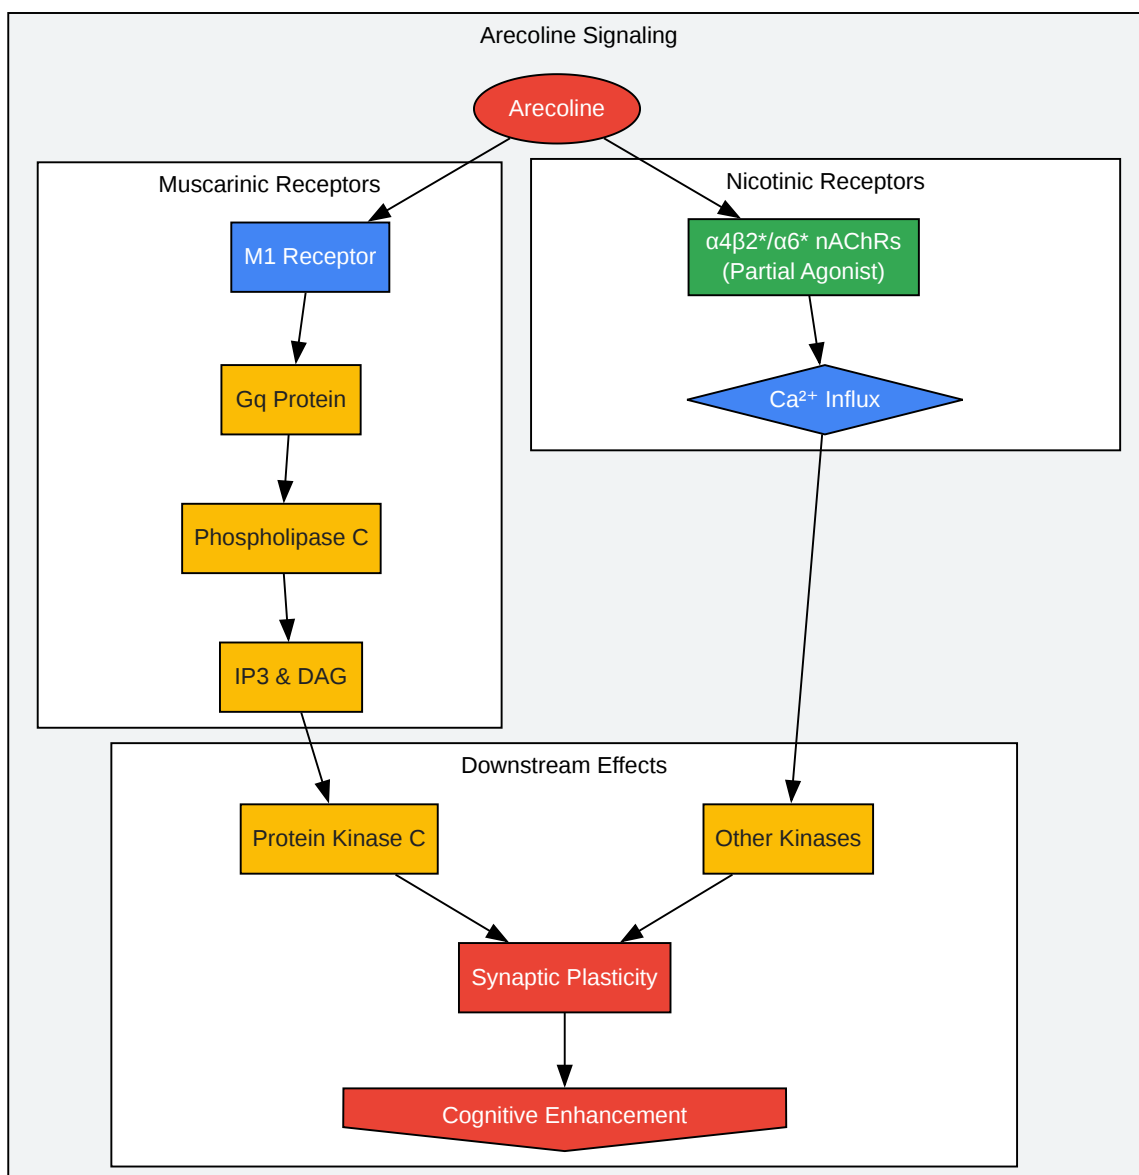 Arecoline Signaling
Arecoline
Muscarinic Receptors
Nicotinic Receptors
M1 Receptor
α4β2*/α6* nAChRs
(Partial Agonist)
Gq Protein
Ca²⁺ Influx
Phospholipase C
IP3 & DAG
Downstream Effects
Protein Kinase C
Other Kinases
Synaptic Plasticity
Cognitive Enhancement